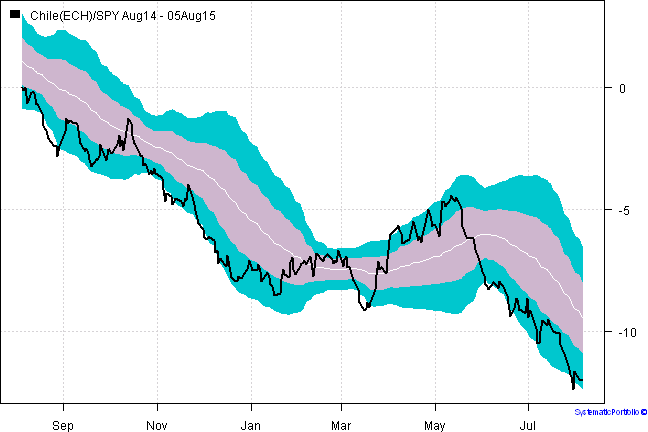 Chile(ECH)/SPY Aug14 - 05Aug15
0
-5
-10
Sep Nov Jan Mar May Jul
SystematicPortfolio ©